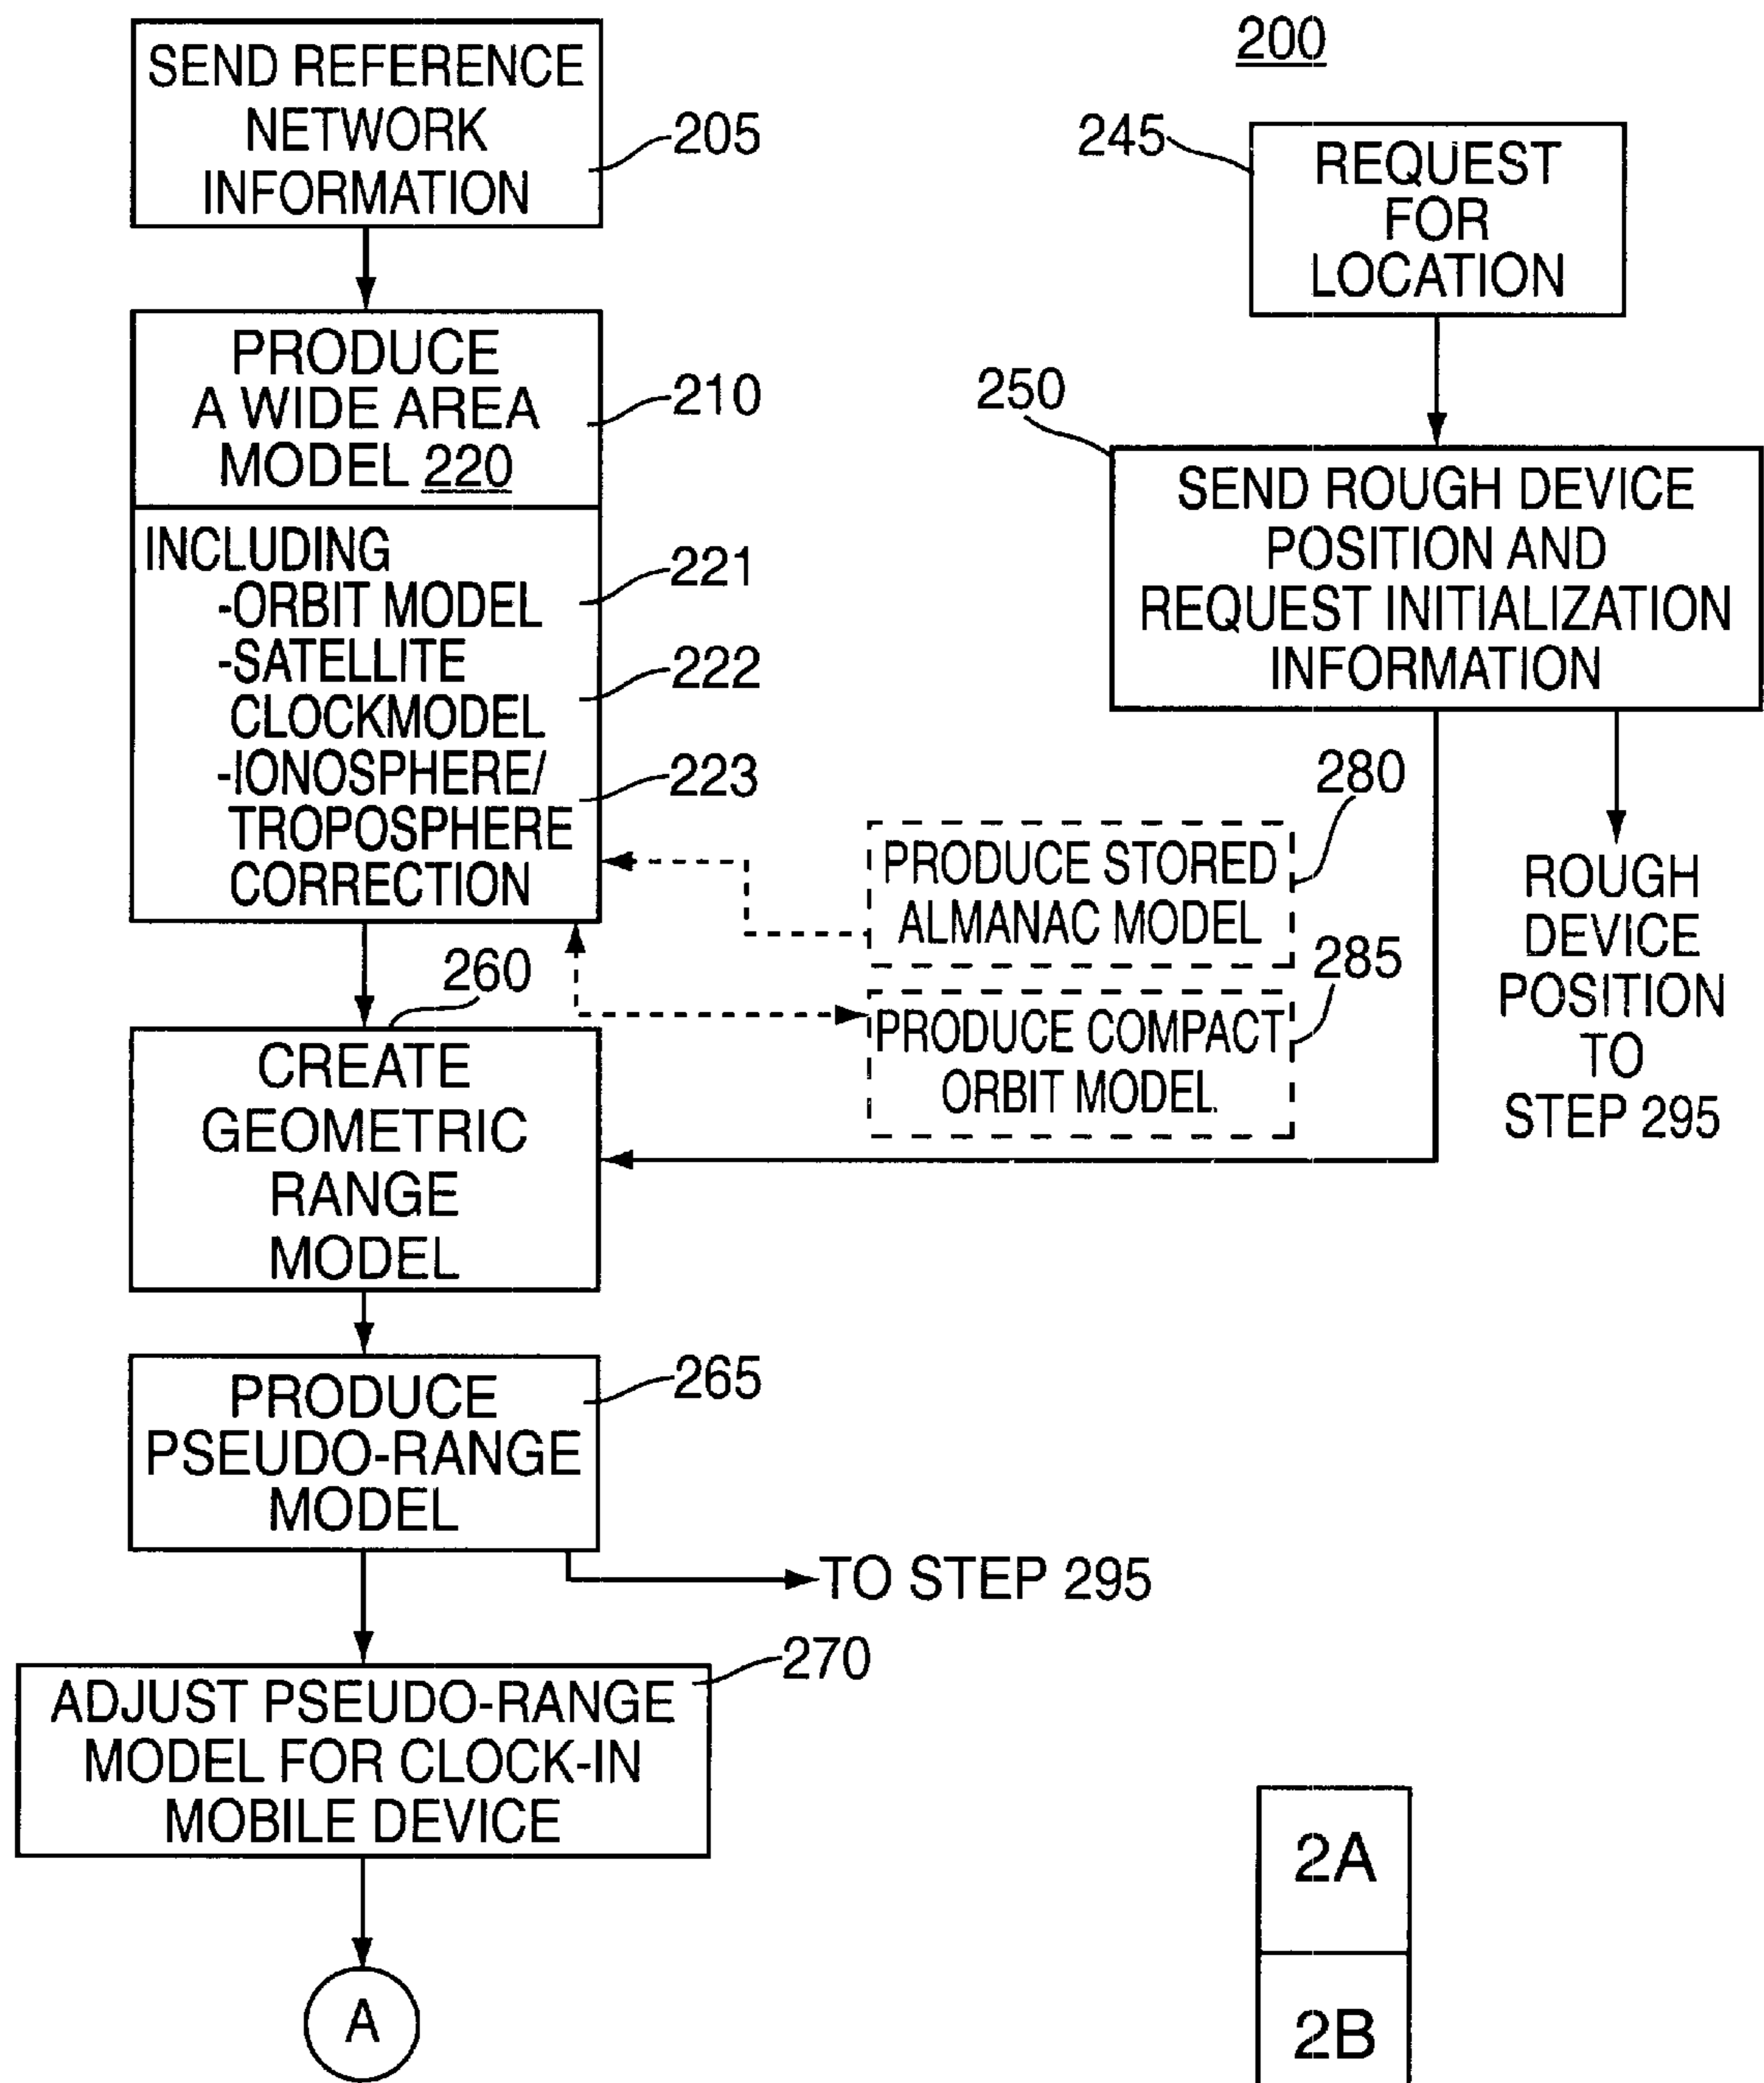 200
SEND REFERENCE
NETWORK
INFORMATION
205
PRODUCE
A WIDE AREA
MODEL 220
210
INCLUDING
-ORBIT MODEL
221
-SATELLITE
CLOCKMODEL
222
-IONOSPHERE/
TROPOSPHERE
CORRECTION
223
245
REQUEST
FOR
LOCATION
250
SEND ROUGH DEVICE
POSITION AND
REQUEST INITIALIZATION
INFORMATION
280
PRODUCE STORED
ALMANAC MODEL
285
PRODUCE COMPACT
ORBIT MODEL
ROUGH
DEVICE
POSITION
TO
STEP 295
260
CREATE
GEOMETRIC
RANGE
MODEL
265
PRODUCE
PSEUDO-RANGE
MODEL
TO STEP 295
270
ADJUST PSEUDO-RANGE
MODEL FOR CLOCK-IN
MOBILE DEVICE
A
2A
2B